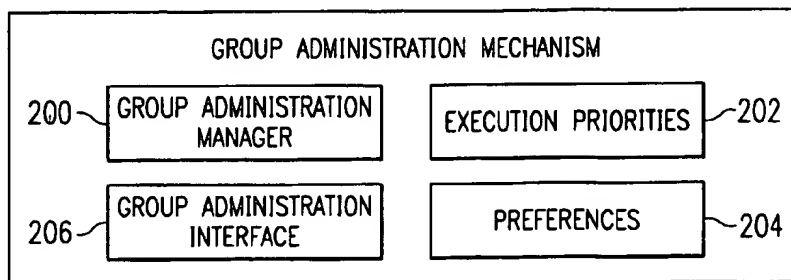 GROUP ADMINISTRATION MECHANISM
200 GROUP ADMINISTRATION MANAGER
EXECUTION PRIORITIES 202
206 GROUP ADMINISTRATION INTERFACE
PREFERENCES 204